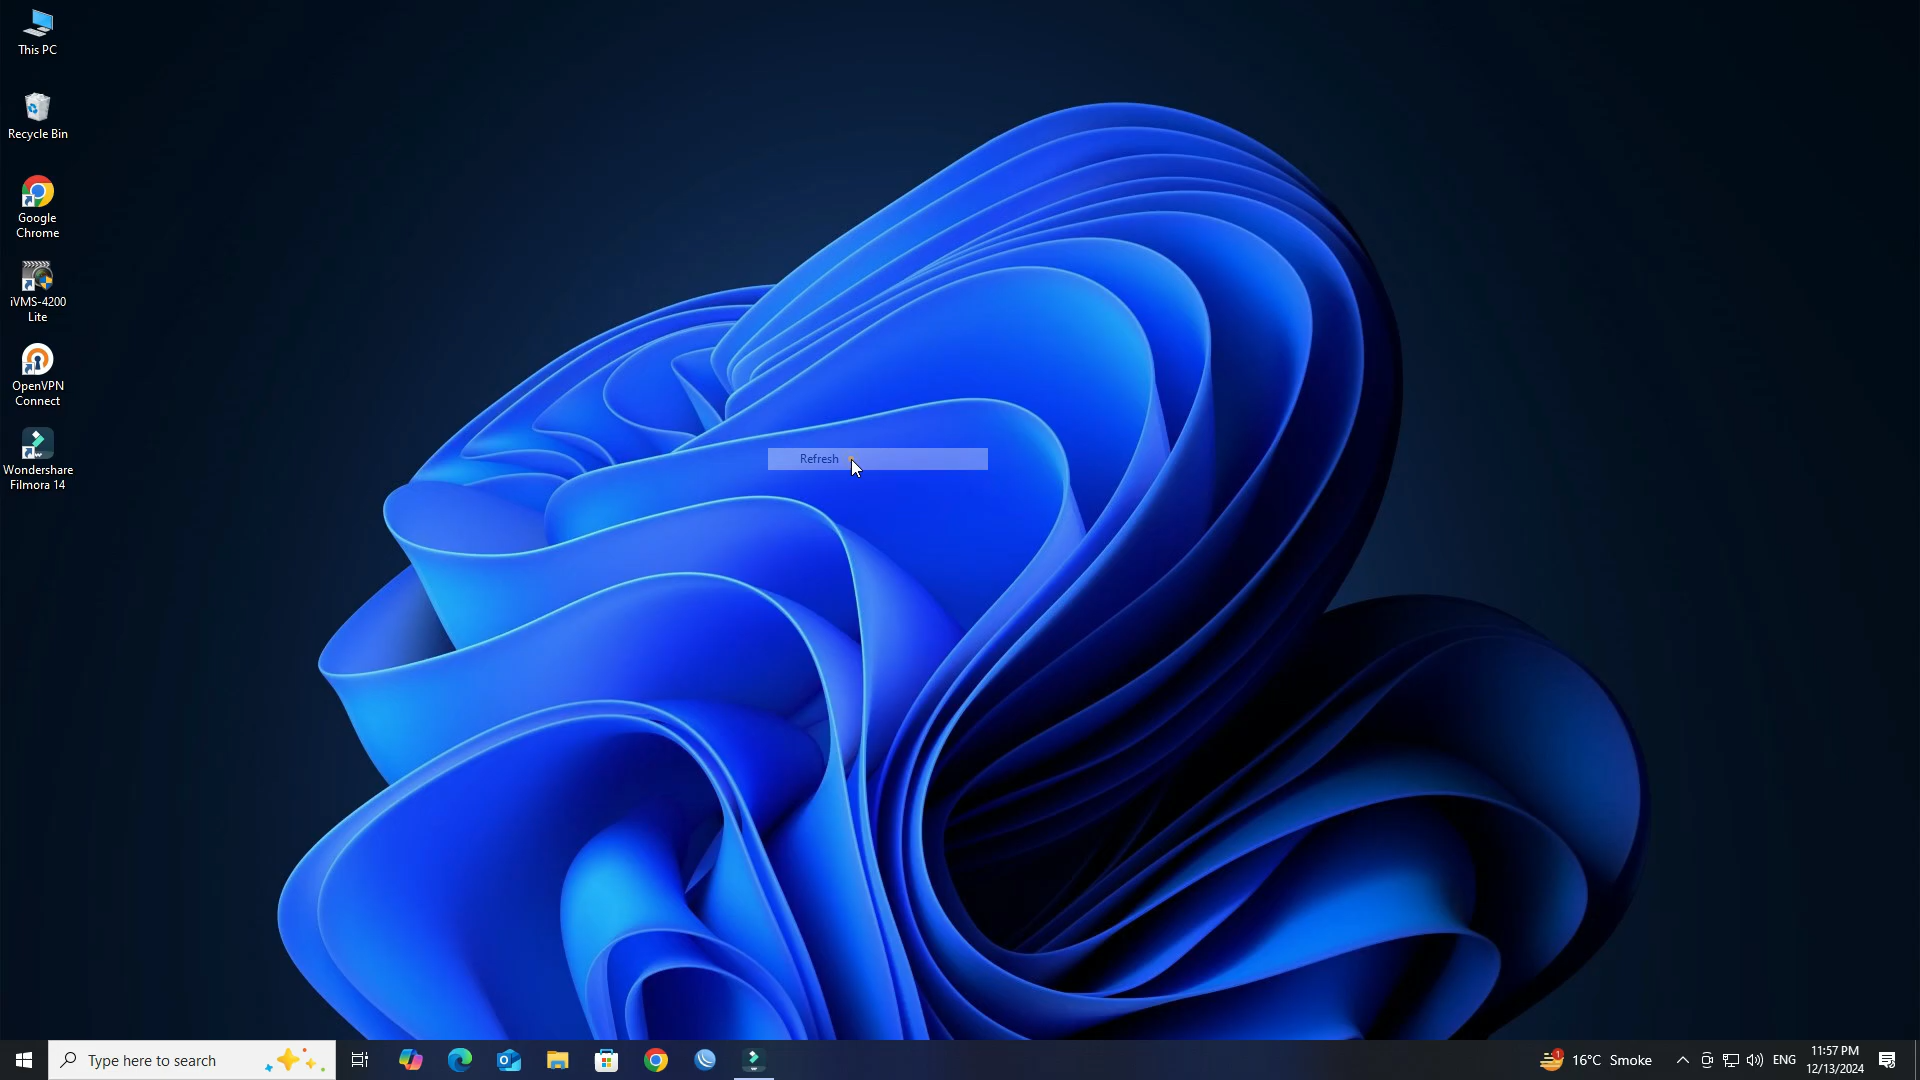 This PC
Recycle Bin
Google
Chrome
iVMS-4200
Lite
OpenVPN
Connect
Wondershare
Filmora 14
Refresh
Type here to search
1
16°C Smoke
ENG
11:57 PM
12/13/2024